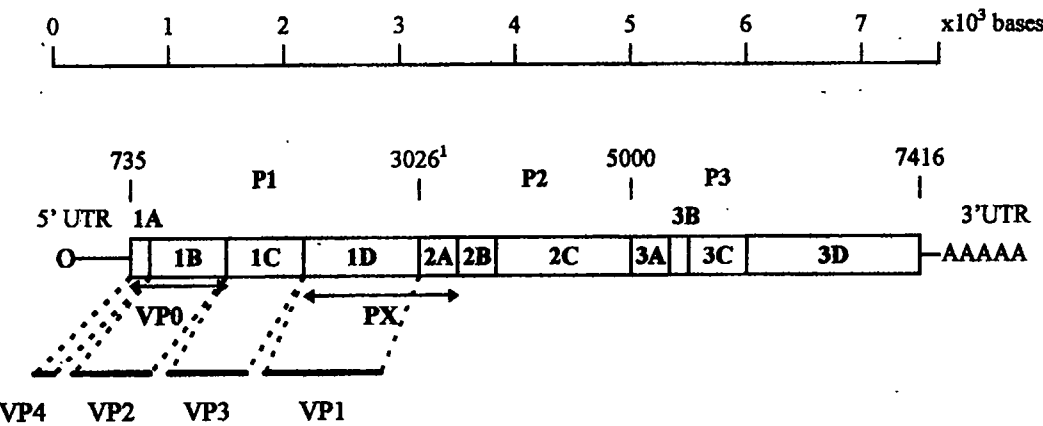 0 1 2 3 4 5 6 7 x10³ bases
735 3026¹ 5000 7416
P1 P2 P3
5' UTR 1A 3B 3'UTR
O 1B 1C 1D 2A 2B 2C 3A 3C 3D AAAAA
VP0 PX
VP4 VP2 VP3 VP1